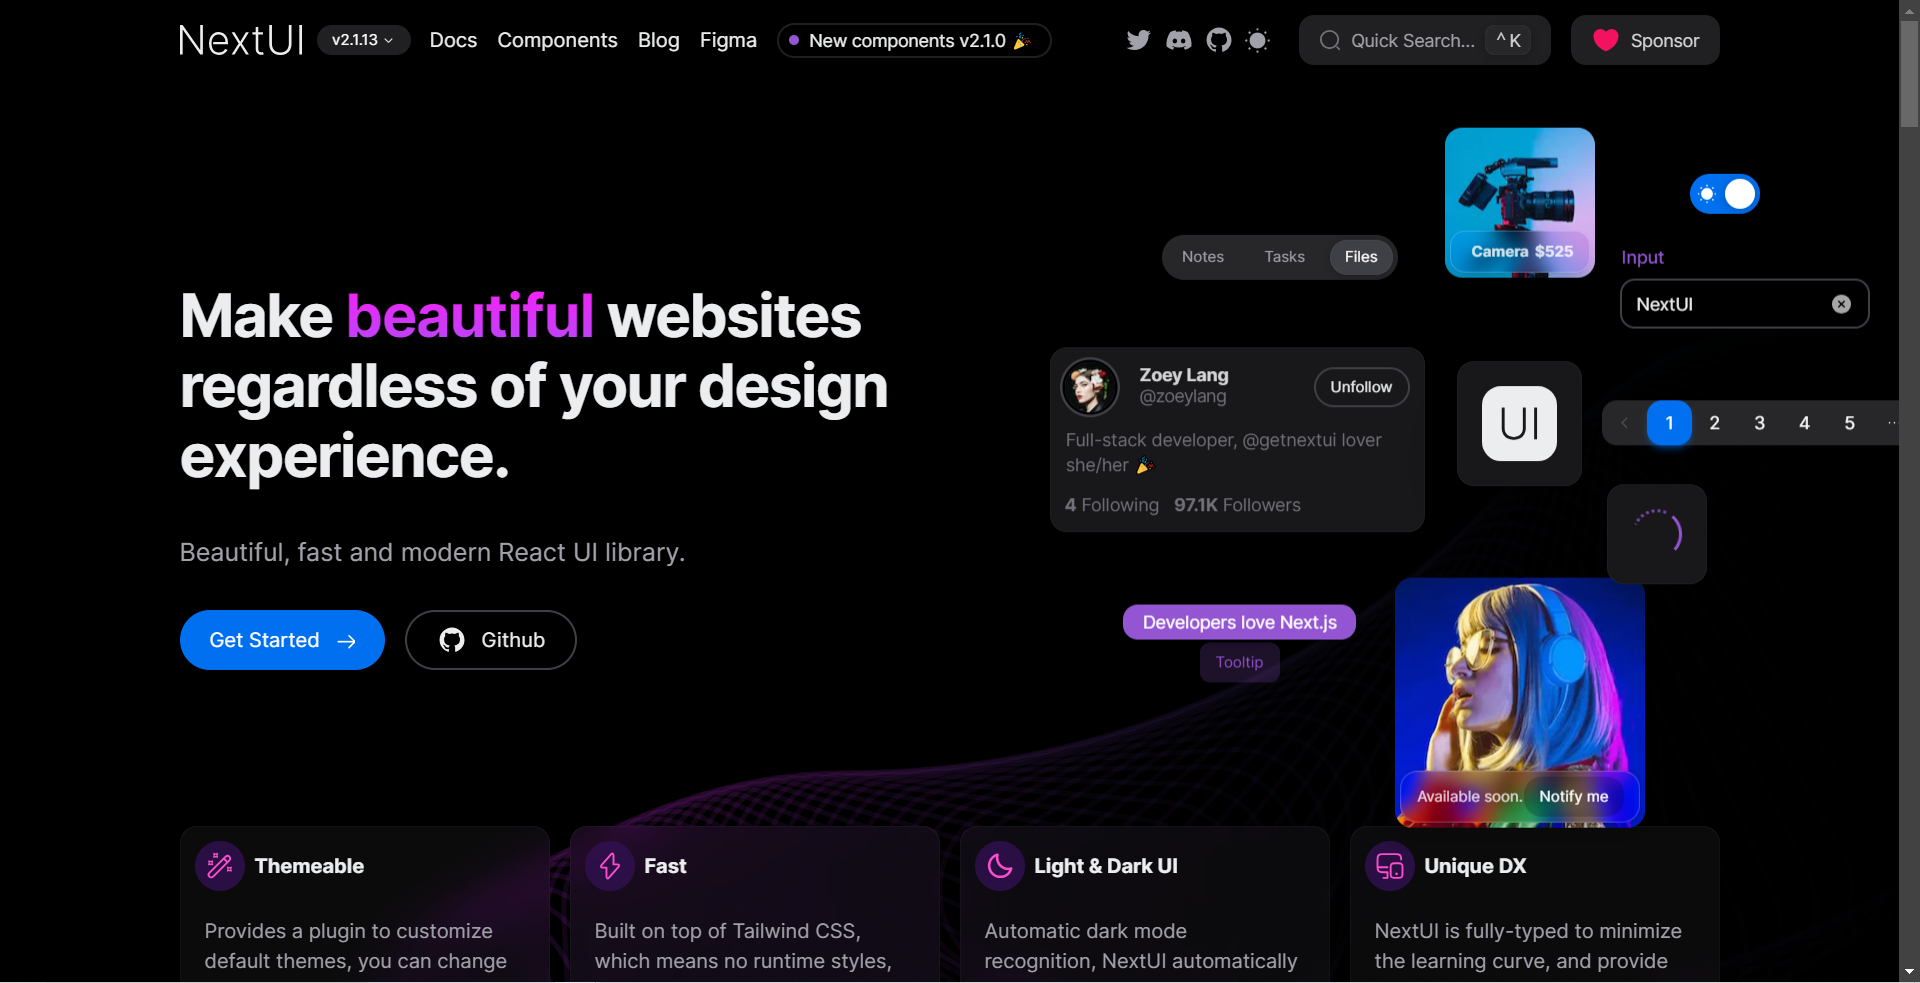 NextUI
v2.1.13
Docs
Components
Blog
Figma
New components v2.1.0 🎉
Quick Search...
^ K
Sponsor
Camera $525
Notes
Tasks
Files
Input
NextUI
Make beautiful websites
regardless of your design
experience.
Zoey Lang
@zoeylang
Unfollow
Full-stack developer, @getnextui lover
she/her 🎉
4 Following 97.1K Followers
UI
1
2
3
4
5
...
Beautiful, fast and modern React UI library.
Get Started
Github
Developers love Next.js
Tooltip
Available soon.
Notify me
Themeable
Provides a plugin to customize
default themes, you can change
Fast
Built on top of Tailwind CSS,
which means no runtime styles,
Light & Dark UI
Automatic dark mode
recognition, NextUI automatically
Unique DX
NextUI is fully-typed to minimize
the learning curve, and provide